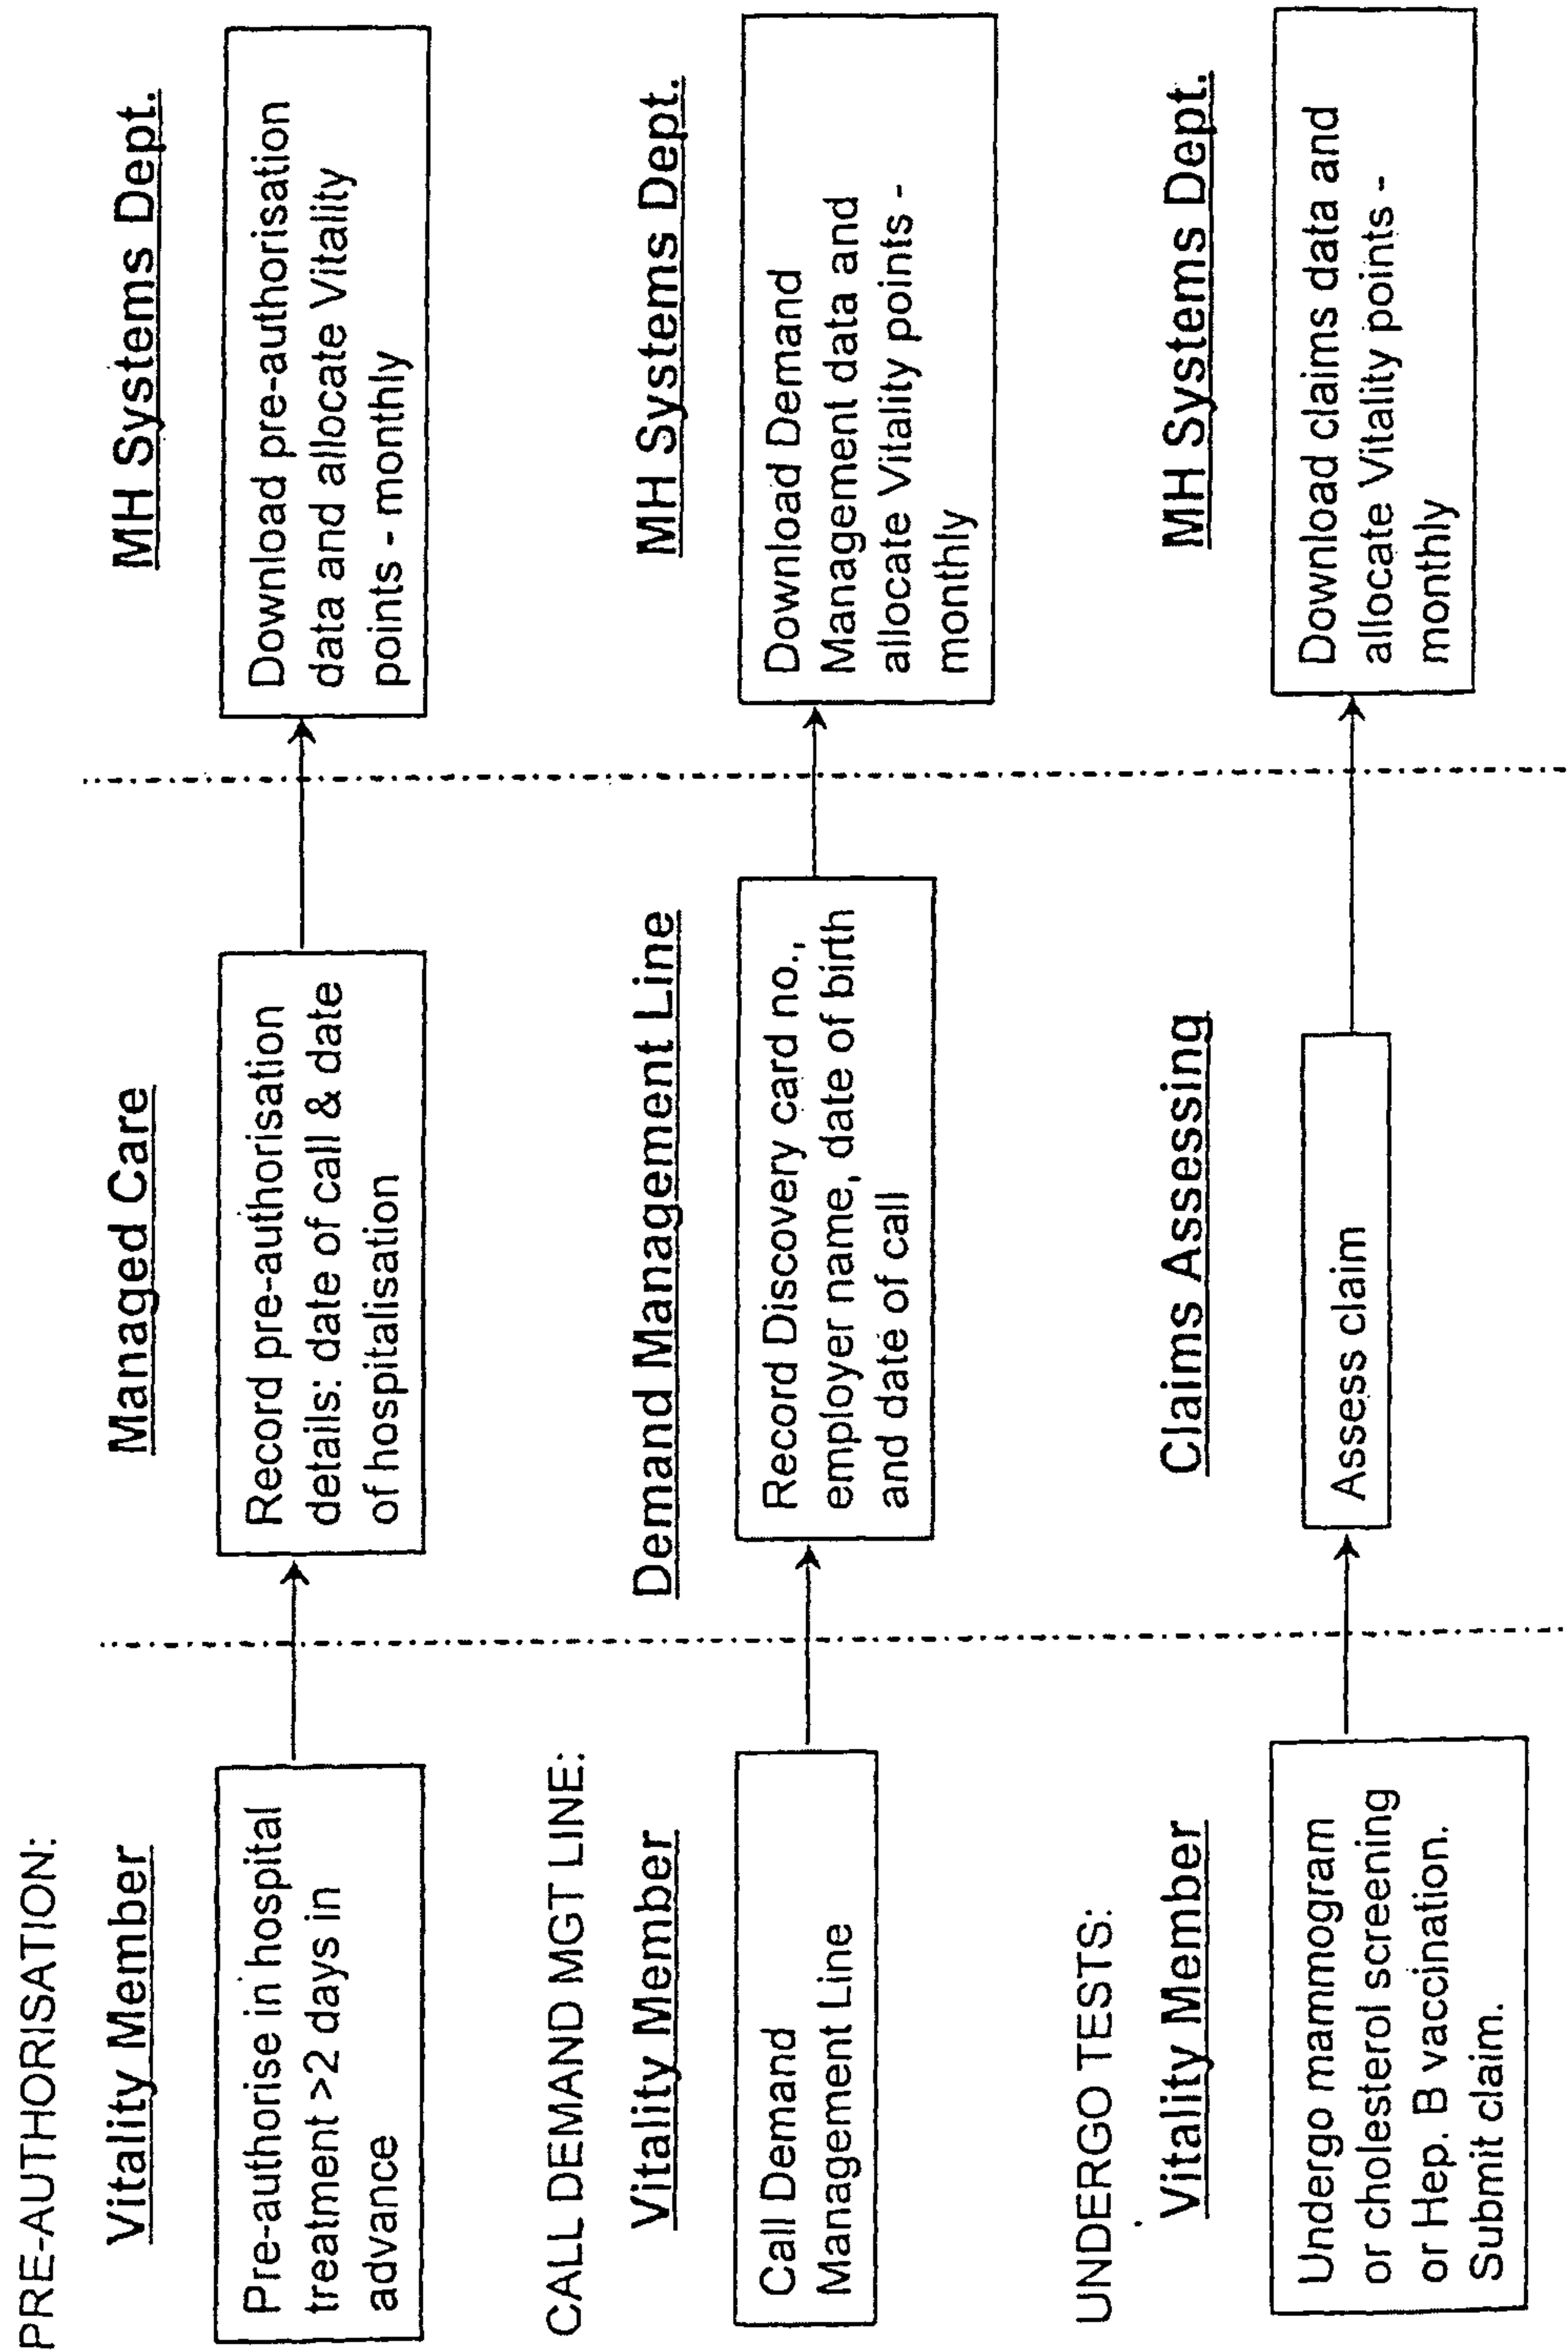 PRE-AUTHORISATION:
Vitality Member
Pre-authorise in hospital
treatment >2 days in
advance
Managed Care
Record pre-authorisation
details: date of call & date
of hospitalisation
MH Systems Dept.
Download pre-authorisation
data and allocate Vitality
points - monthly
CALL DEMAND MGT LINE:
Vitality Member
Call Demand
Management Line
Demand Management Line
Record Discovery card no.,
employer name, date of birth
and date of call
MH Systems Dept.
Download Demand
Management data and
allocate Vitality points -
monthly
UNDERGO TESTS:
Vitality Member
Undergo mammogram
or cholesterol screening
or Hep. B vaccination.
Submit claim.
Claims Assessing
Assess claim
MH Systems Dept.
Download claims data and
allocate Vitality points -
monthly